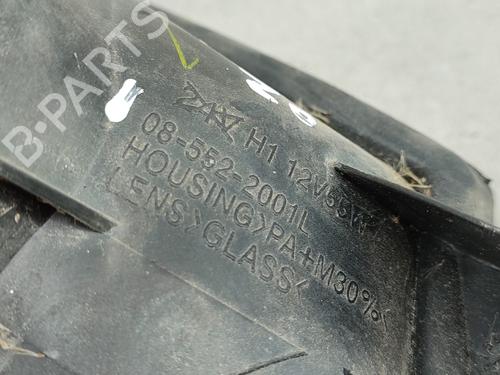 B-PARTS
H1 12V55W
08-552-2001L
HOUSING>PA+M30%<
LENS>GLASS<